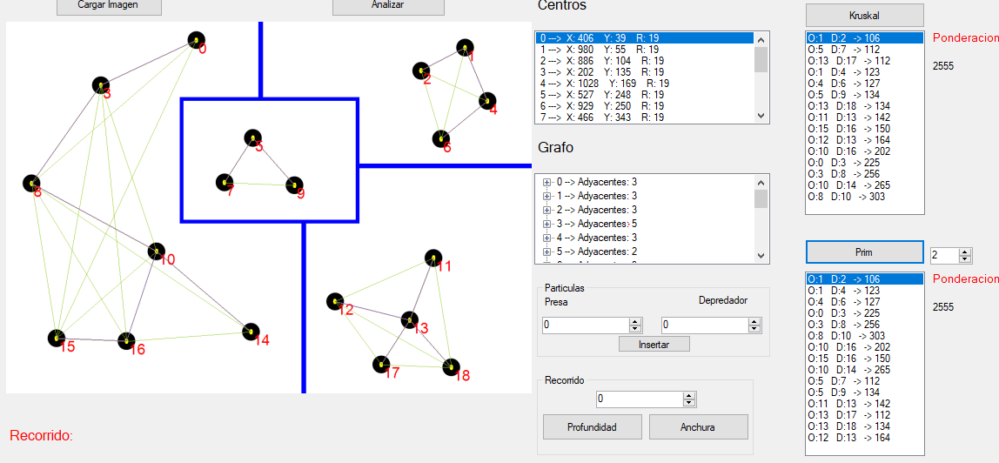 Cargar Imagen
Analizar
0
1
2
3
4
6
5
7
9
8
10
11
12
13
14
15
16
17
18
Recorrido:
Centros
0 ---> X: 406 Y: 39 R: 19
1 ---> X: 980 Y: 55 R: 19
2 ---> X: 886 Y: 104 R: 19
3 ---> X: 202 Y: 135 R: 19
4 ---> X: 1028 Y: 169 R: 19
5 ---> X: 527 Y: 248 R: 19
6 ---> X: 929 Y: 250 R: 19
7 ---> X: 466 Y: 343 R: 19
Grafo
0 --> Adyacentes: 3
1 --> Adyacentes: 3
2 --> Adyacentes: 3
3 --> Adyacentes: 5
4 --> Adyacentes: 3
5 --> Adyacentes: 2
Particulas
Presa
Depredador
0
0
Insertar
Recorrido
0
Profundidad
Anchura
Kruskal
O:1 D:2 -> 106
O:5 D:7 -> 112
O:13 D:17 -> 112
O:1 D:4 -> 123
O:4 D:6 -> 127
O:5 D:9 -> 134
O:13 D:18 -> 134
O:11 D:13 -> 142
O:15 D:16 -> 150
O:12 D:13 -> 164
O:10 D:16 -> 202
O:0 D:3 -> 225
O:3 D:8 -> 256
O:10 D:14 -> 265
O:8 D:10 -> 303
Ponderacion
2555
Prim
2
O:1 D:2 -> 106
O:1 D:4 -> 123
O:4 D:6 -> 127
O:0 D:3 -> 225
O:3 D:8 -> 256
O:8 D:10 -> 303
O:10 D:16 -> 202
O:15 D:16 -> 150
O:10 D:14 -> 265
O:5 D:7 -> 112
O:5 D:9 -> 134
O:11 D:13 -> 142
O:13 D:17 -> 112
O:13 D:18 -> 134
O:12 D:13 -> 164
Ponderacion
2555